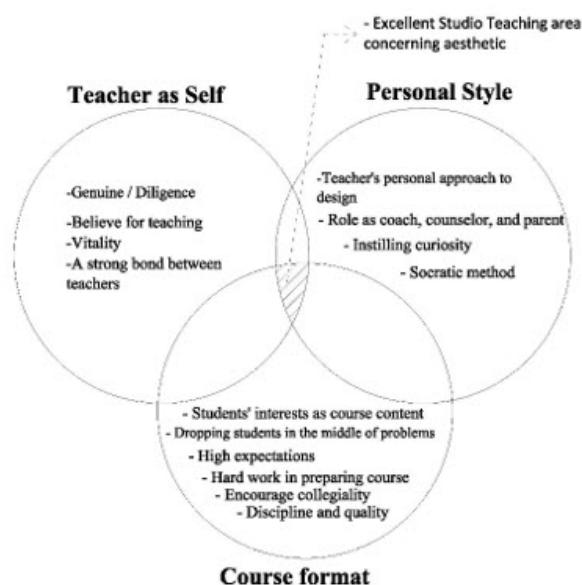 - Excellent Studio Teaching area
concerning aesthetic
Teacher as Self
Personal Style
-Genuine / Diligence
-Believe for teaching
-Vitality
-A strong bond between
teachers
-Teacher's personal approach to
design
- Role as coach, counselor, and parent
- Instilling curiosity
- Socratic method
- Students' interests as course content
- Dropping students in the middle of problems
- High expectations
- Hard work in preparing course
- Encourage collegiality
- Discipline and quality
Course format